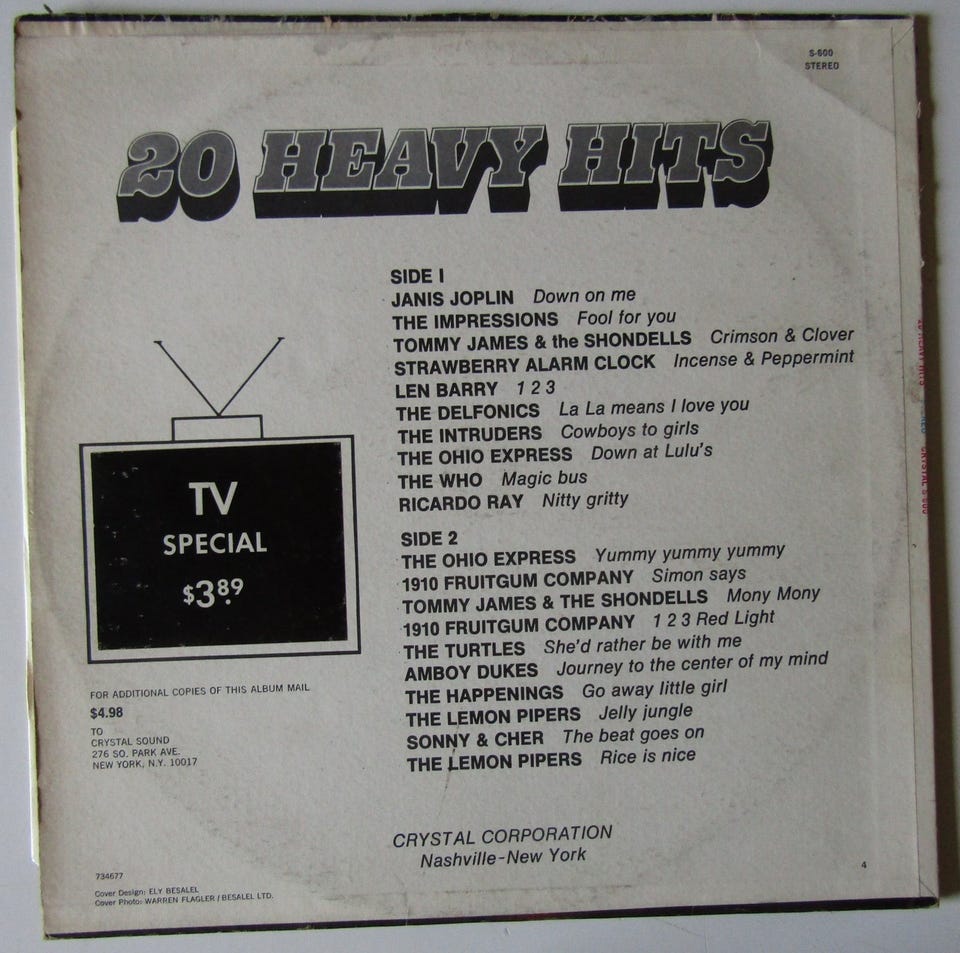 S-600
STEREO
20 HEAVY HITS
SIDE I
JANIS JOPLIN Down on me
THE IMPRESSIONS Fool for you
TOMMY JAMES & the SHONDELLS Crimson & Clover
STRAWBERRY ALARM CLOCK Incense & Peppermint
LEN BARRY 1 2 3
THE DELFONICS La La means I love you
THE INTRUDERS Cowboys to girls
THE OHIO EXPRESS Down at Lulu's
THE WHO Magic bus
RICARDO RAY Nitty gritty
SIDE 2
THE OHIO EXPRESS Yummy yummy yummy
1910 FRUITGUM COMPANY Simon says
TOMMY JAMES & THE SHONDELLS Mony Mony
1910 FRUITGUM COMPANY 1 2 3 Red Light
THE TURTLES She'd rather be with me
AMBOY DUKES Journey to the center of my mind
THE HAPPENINGS Go away little girl
THE LEMON PIPERS Jelly jungle
SONNY & CHER The beat goes on
THE LEMON PIPERS Rice is nice
TV
SPECIAL
$3.89
FOR ADDITIONAL COPIES OF THIS ALBUM MAIL
$4.98
TO
CRYSTAL SOUND
276 SO. PARK AVE.
NEW YORK, N.Y. 10017
CRYSTAL CORPORATION
Nashville-New York
734677
Cover Design: ELY BESALEL
Cover Photo: WARREN FLAGLER / BESALEL LTD.
4
20 HEAVY HITS